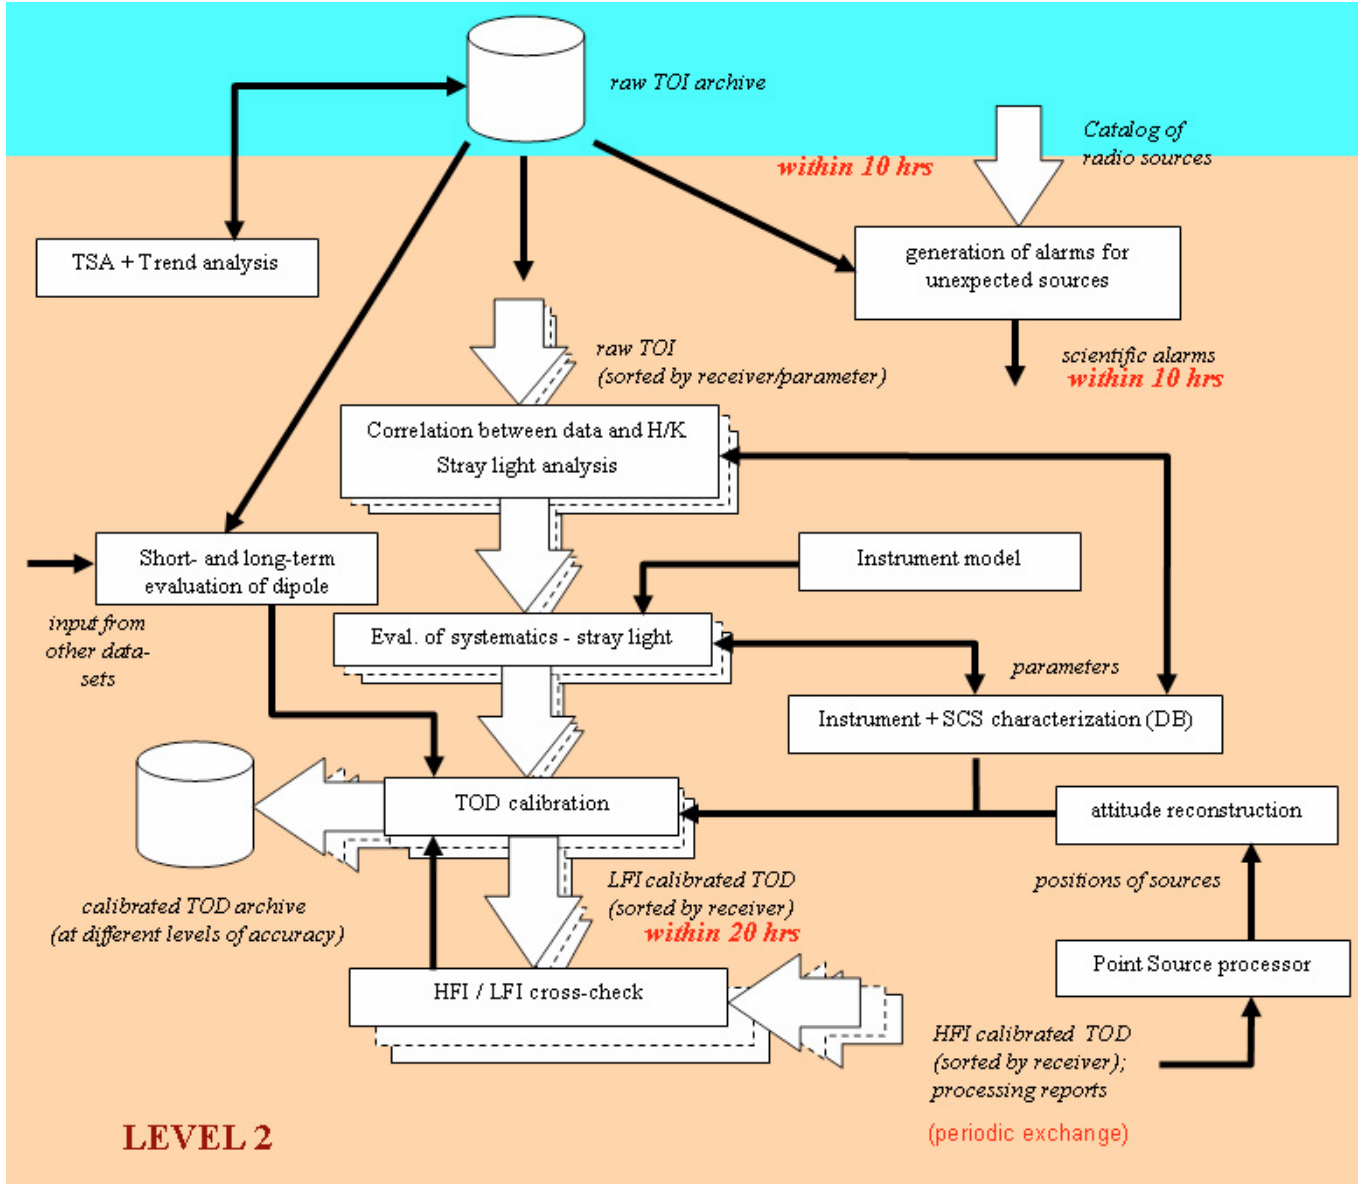 raw TOI archive
Catalog of
radio sources
within 10 hrs
TSA + Trend analysis
generation of alarms for
unexpected sources
raw TOI
(sorted by receiver/parameter)
scientific alarms
within 10 hrs
Correlation between data and H/K
Stray light analysis
Short- and long-term
evaluation of dipole
Instrument model
input from
other data-
sets
Eval. of systematics - stray light
parameters
Instrument + SCS characterization (DB)
TOD calibration
attitude reconstruction
LFI calibrated TOD
(sorted by receiver)
within 20 hrs
positions of sources
calibrated TOD archive
(at different levels of accuracy)
Point Source processor
HFI / LFI cross-check
HFI calibrated TOD
(sorted by receiver);
processing reports
(periodic exchange)
LEVEL 2